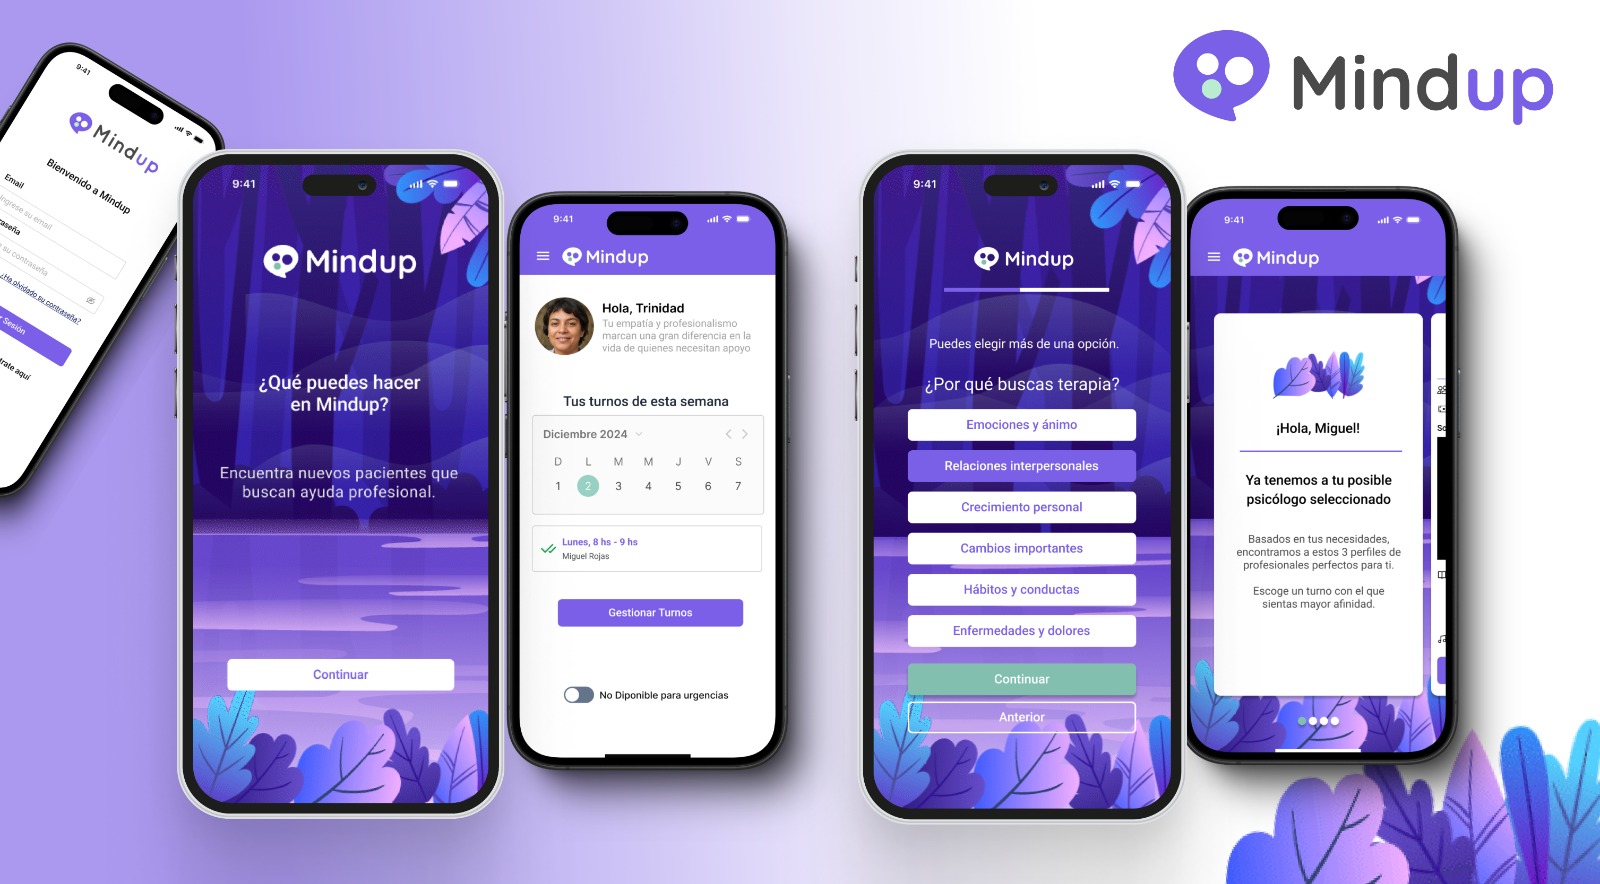 Mindup
9:41
Mindup
Bienvenido a Mindup
Email
Ingrese su email
su contraseña
¿Ha olvidado su contraseña?
Sesión
aquí
9:41
Mindup
¿Qué puedes hacer
en Mindup?
Encuentra nuevos pacientes que
buscan ayuda profesional.
Continuar
9:41
Mindup
Hola, Trinidad
Tu empatía y profesionalismo
marcan una gran diferencia en la
vida de quienes necesitan apoyo
Tus turnos de esta semana
Diciembre 2024
D L M M J V S
1 2 3 4 5 6 7
Lunes, 8 hs - 9 hs
Miguel Rojas
Gestionar Turnos
No Diponible para urgencias
9:41
Mindup
Puedes elegir más de una opción.
¿Por qué buscas terapia?
Emociones y ánimo
Relaciones interpersonales
Crecimiento personal
Cambios importantes
Hábitos y conductas
Enfermedades y dolores
Continuar
Anterior
9:41
Mindup
¡Hola, Miguel!
Ya tenemos a tu posible
psicólogo seleccionado
Basados en tus necesidades,
encontramos a estos 3 perfiles de
profesionales perfectos para ti.
Escoge un turno con el que
sientas mayor afinidad.